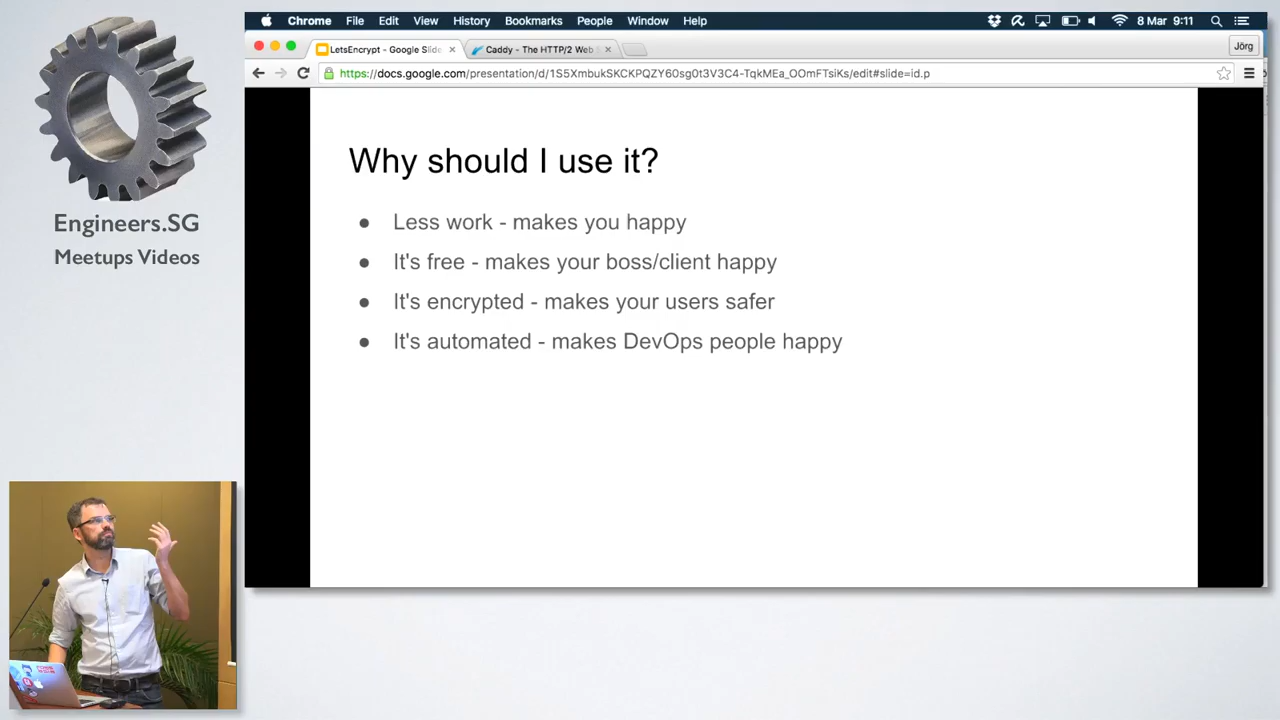 Chrome File Edit View History Bookmarks People Window Help 8 Mar 9:11
LetsEncrypt - Google Slide Caddy - The HTTP/2 Web S Jörg
https://docs.google.com/presentation/d/1S5XmbukSKCKPQZY60sg0t3V3C4-TqkMEa_OOmFTsiKs/edit#slide=id.p
Engineers.SG
Meetups Videos
Why should I use it?
● Less work - makes you happy
● It's free - makes your boss/client happy
● It's encrypted - makes your users safer
● It's automated - makes DevOps people happy